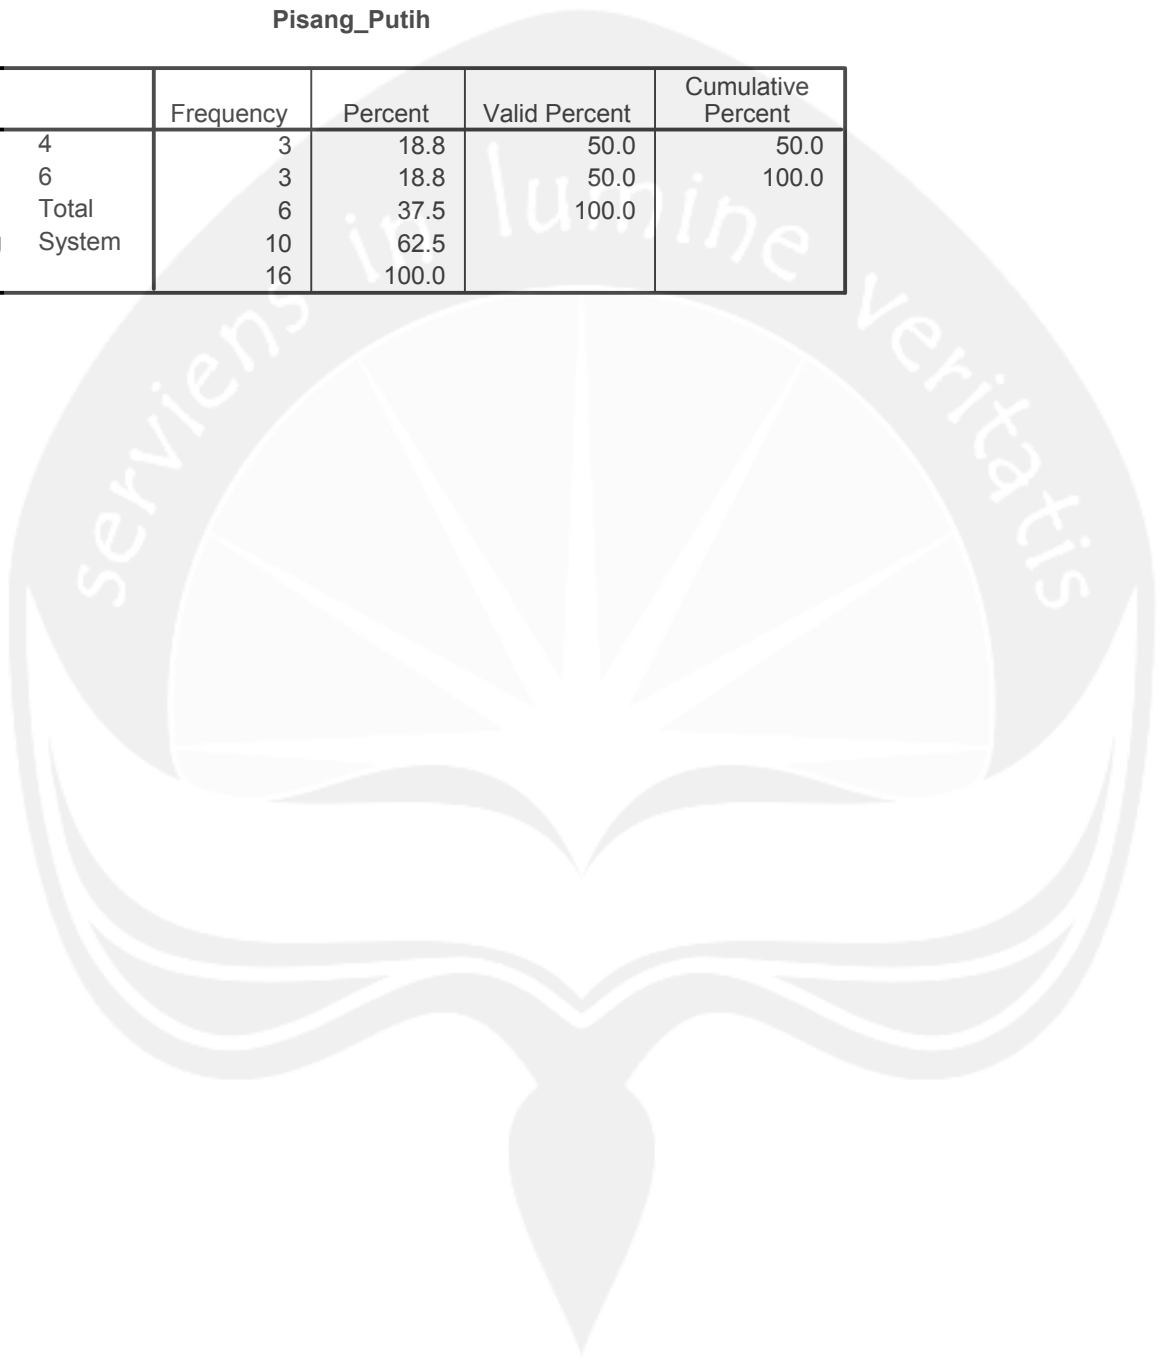 Pisang_Putih
Frequency Percent Valid Percent Cumulative Percent
4 3 18.8 50.0 50.0
6 3 18.8 50.0 100.0
Total 6 37.5 100.0
System 10 62.5
16 100.0
serviens in lumine veritatis